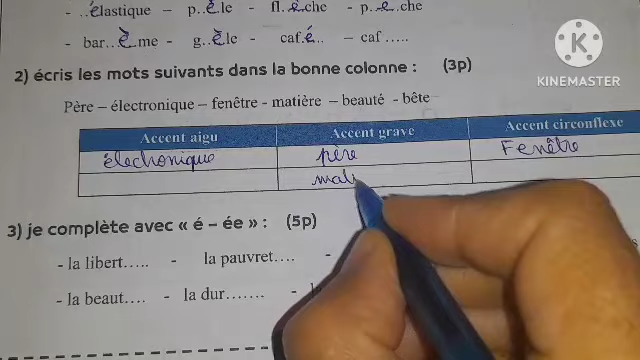 - ..élastique - p..ê.le - fl..è.che - p..e.che
- bar..è.me - g..è.le - caf.é.. – caf .....
KINEMASTER
2) écris les mots suivants dans la bonne colonne : (3p)
Père – électronique – fenêtre - matière – beauté - bête
Accent aigu Accent grave Accent circonflexe
électronique père Fenêtre
mat
3) je complète avec « é – ée » : (5p)
- la libert..... - la pauvret.... -
- la beaut.... - la dur....... -